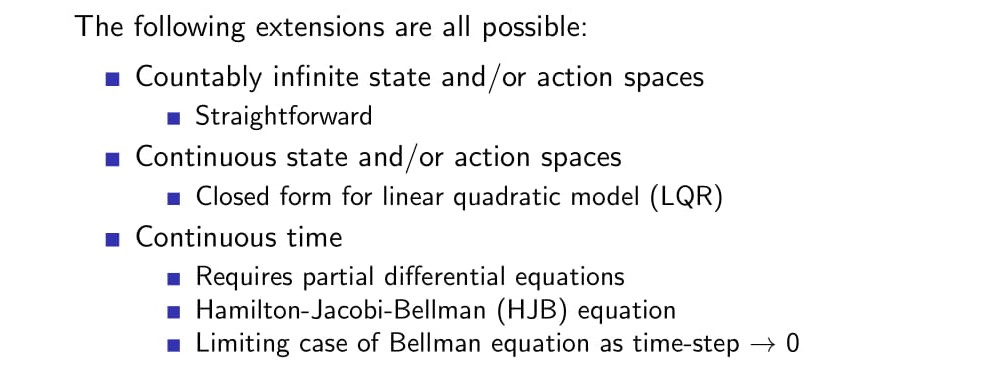 The following extensions are all possible:
Countably infinite state and/or action spaces
Straightforward
Continuous state and/or action spaces
Closed form for linear quadratic model (LQR)
Continuous time
Requires partial differential equations
Hamilton-Jacobi-Bellman (HJB) equation
Limiting case of Bellman equation as time-step → 0